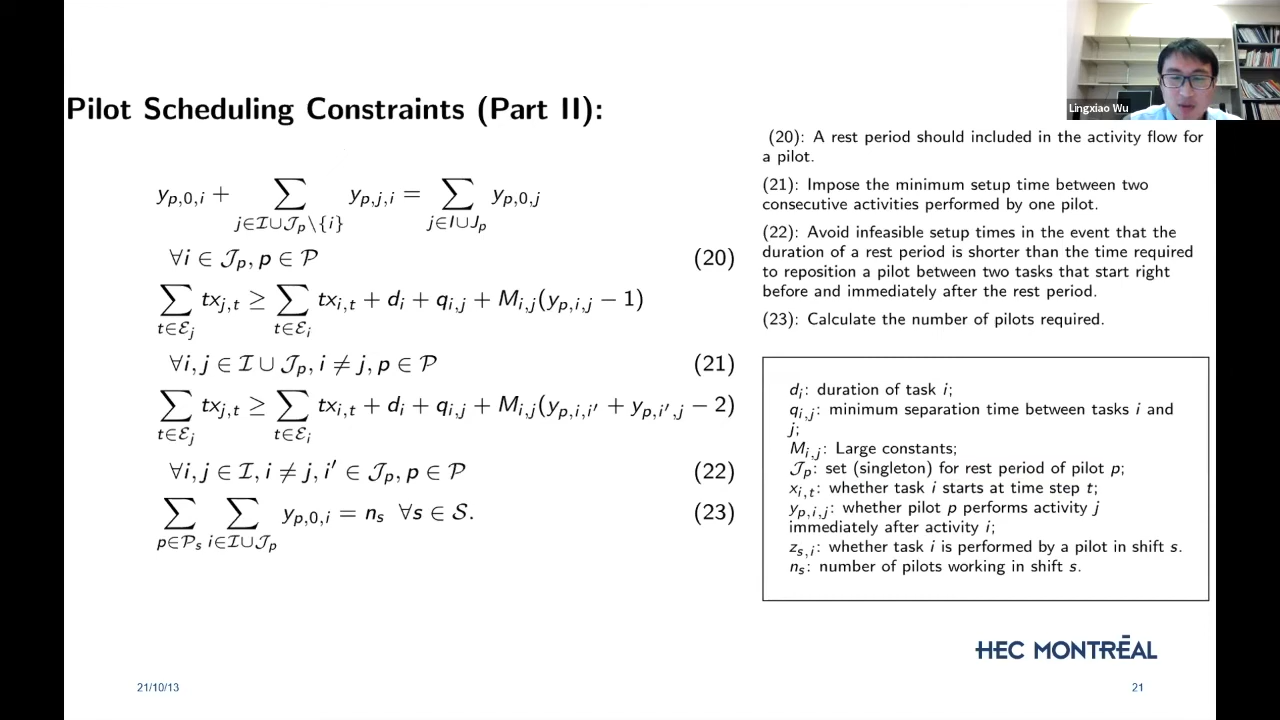 Lingxiao Wu
Pilot Scheduling Constraints (Part II):
y_{p,0,i} + ∑_{j∈ℐ∪𝒥_p\{i}} y_{p,j,i} = ∑_{j∈I∪J_p} y_{p,0,j}
∀i ∈ 𝒥_p, p ∈ 𝒫 (20)
∑_{t∈ℰ_j} tx_{j,t} ≥ ∑_{t∈ℰ_i} tx_{i,t} + d_i + q_{i,j} + M_{i,j}(y_{p,i,j} − 1)
∀i, j ∈ ℐ ∪ 𝒥_p, i ≠ j, p ∈ 𝒫 (21)
∑_{t∈ℰ_j} tx_{j,t} ≥ ∑_{t∈ℰ_i} tx_{i,t} + d_i + q_{i,j} + M_{i,j}(y_{p,i,i′} + y_{p,i′,j} − 2)
∀i, j ∈ ℐ, i ≠ j, i′ ∈ 𝒥_p, p ∈ 𝒫 (22)
∑_{p∈𝒫_s} ∑_{i∈ℐ∪𝒥_p} y_{p,0,i} = n_s ∀s ∈ 𝒮. (23)
(20): A rest period should included in the activity flow for
a pilot.
(21): Impose the minimum setup time between two
consecutive activities performed by one pilot.
(22): Avoid infeasible setup times in the event that the
duration of a rest period is shorter than the time required
to reposition a pilot between two tasks that start right
before and immediately after the rest period.
(23): Calculate the number of pilots required.
d_i: duration of task i;
q_{i,j}: minimum separation time between tasks i and
j;
M_{i,j}: Large constants;
𝒥_p: set (singleton) for rest period of pilot p;
x_{i,t}: whether task i starts at time step t;
y_{p,i,j}: whether pilot p performs activity j
immediately after activity i;
z_{s,i}: whether task i is performed by a pilot in shift s.
n_s: number of pilots working in shift s.
HEC MONTRÉAL
21/10/13
21